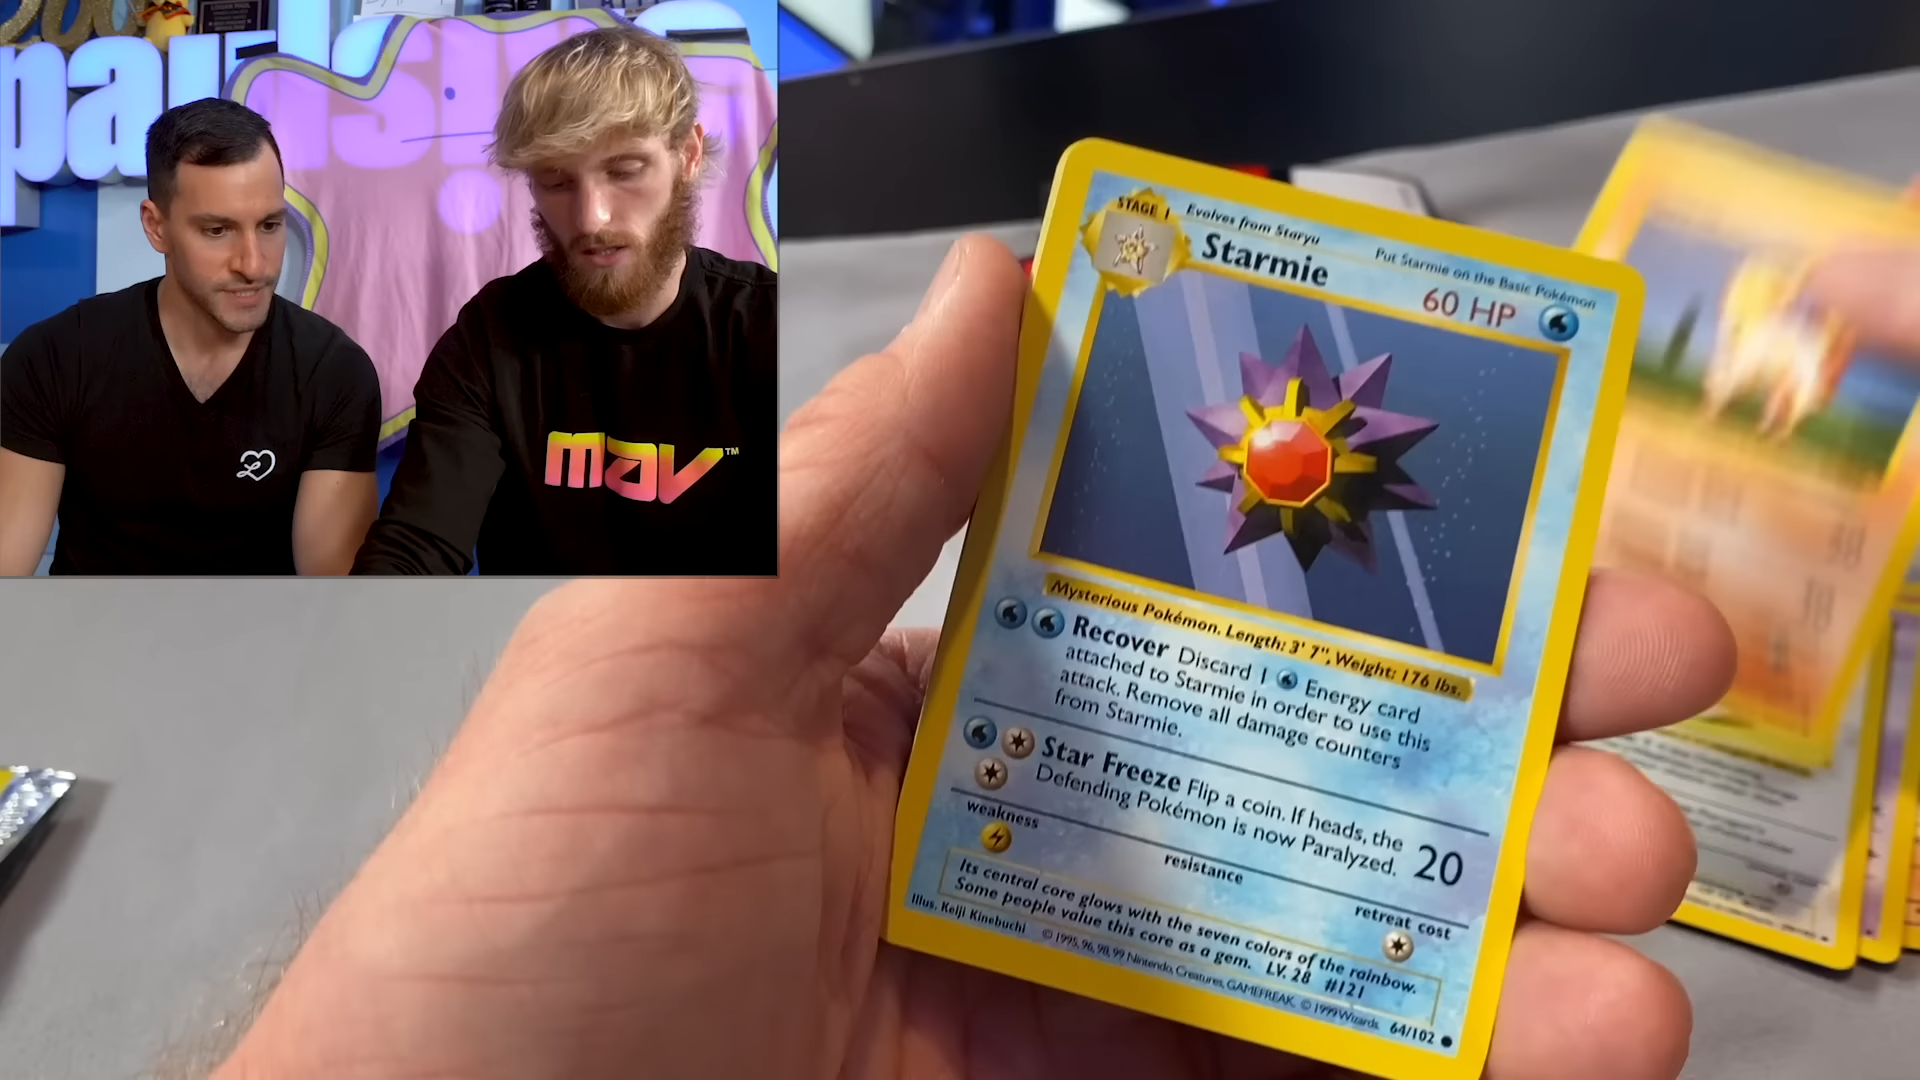 LOGAN PAUL
paulsive
mav™
STAGE 1
Evolves from Staryu
Put Starmie on the Basic Pokémon
Starmie
60 HP
Mysterious Pokémon. Length: 3' 7", Weight: 176 lbs.
Recover Discard 1 Energy card
attached to Starmie in order to use this
attack. Remove all damage counters
from Starmie.
Star Freeze Flip a coin. If heads, the
Defending Pokémon is now Paralyzed.
20
weakness
resistance
retreat cost
Its central core glows with the seven colors of the rainbow.
Some people value this core as a gem. LV. 28 #121
Illus. Keiji Kinebuchi
© 1995, 96, 98, 99 Nintendo, Creatures, GAMEFREAK. © 1999 Wizards.
64/102